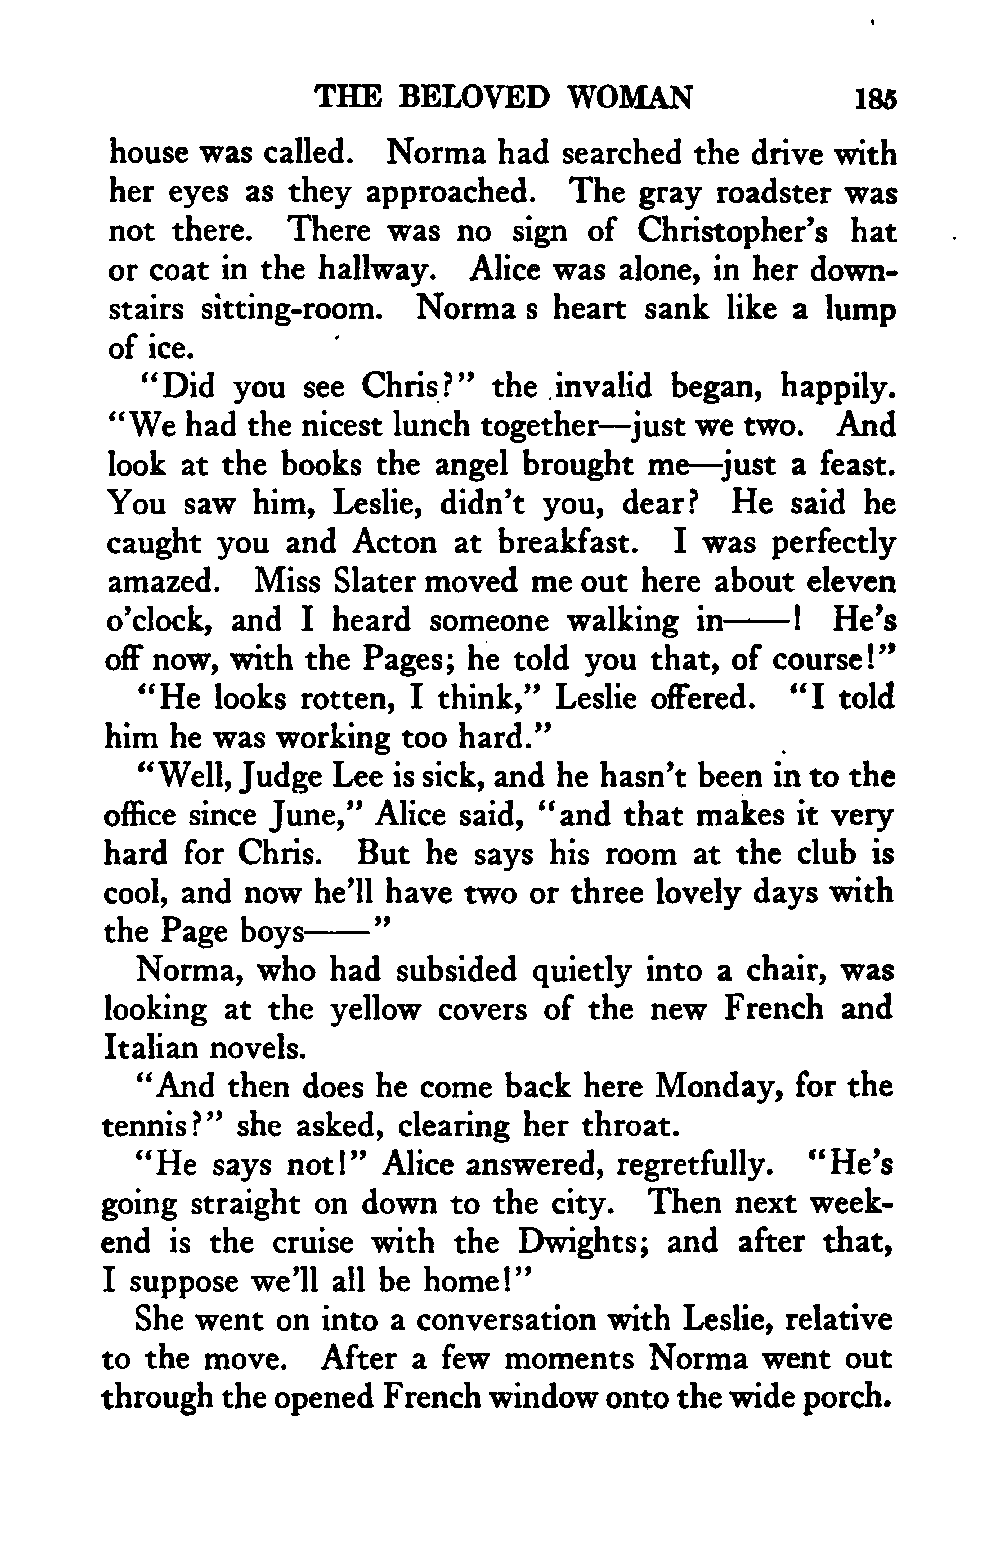 THE BELOVED WOMAN 185
house was called. Norma had searched the drive with
her eyes as they approached. The gray roadster was
not there. There was no sign of Christopher's hat
or coat in the hallway. Alice was alone, in her down-
stairs sitting-room. Norma s heart sank like a lump
of ice.
"Did you see Chris?" the invalid began, happily.
"We had the nicest lunch together—just we two. And
look at the books the angel brought me—just a feast.
You saw him, Leslie, didn't you, dear? He said he
caught you and Acton at breakfast. I was perfectly
amazed. Miss Slater moved me out here about eleven
o'clock, and I heard someone walking in——! He's
off now, with the Pages; he told you that, of course!"
"He looks rotten, I think," Leslie offered. "I told
him he was working too hard."
"Well, Judge Lee is sick, and he hasn't been in to the
office since June," Alice said, "and that makes it very
hard for Chris. But he says his room at the club is
cool, and now he'll have two or three lovely days with
the Page boys——"
Norma, who had subsided quietly into a chair, was
looking at the yellow covers of the new French and
Italian novels.
"And then does he come back here Monday, for the
tennis?" she asked, clearing her throat.
"He says not!" Alice answered, regretfully. "He's
going straight on down to the city. Then next week-
end is the cruise with the Dwights; and after that,
I suppose we'll all be home!"
She went on into a conversation with Leslie, relative
to the move. After a few moments Norma went out
through the opened French window onto the wide porch.